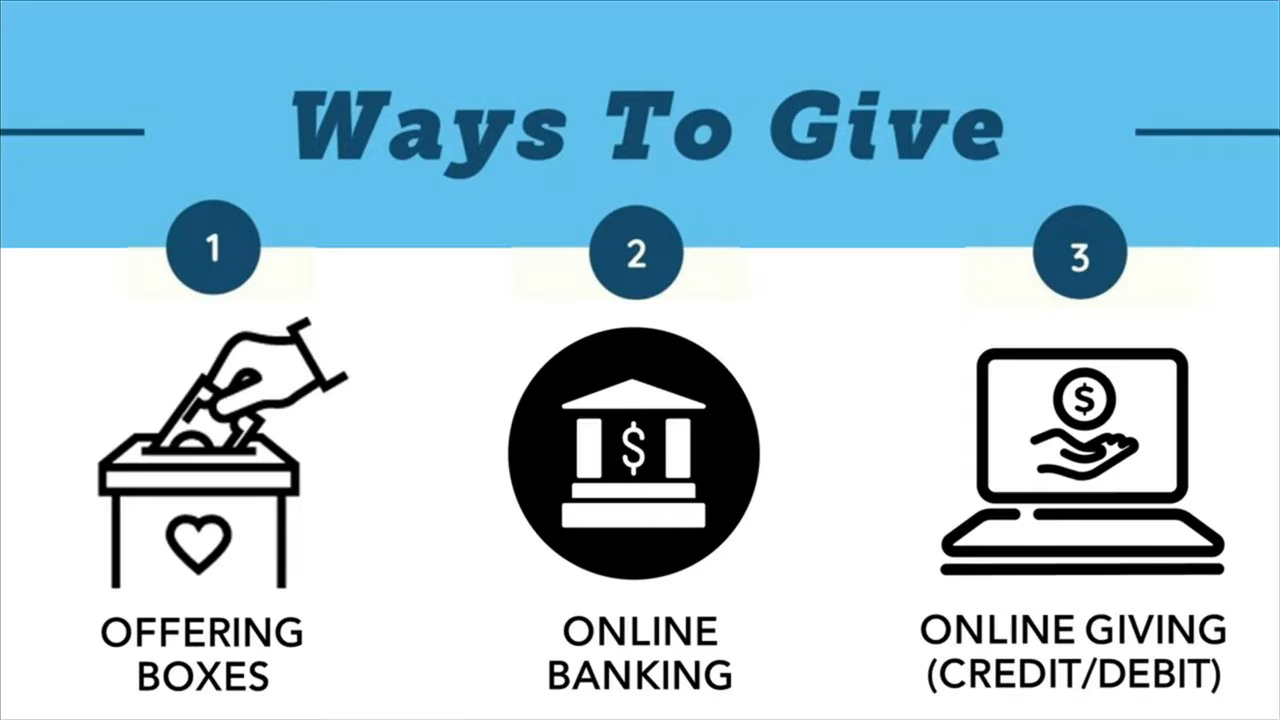 Ways To Give
1
2
3
$
$
OFFERING
BOXES
ONLINE
BANKING
ONLINE GIVING
(CREDIT/DEBIT)